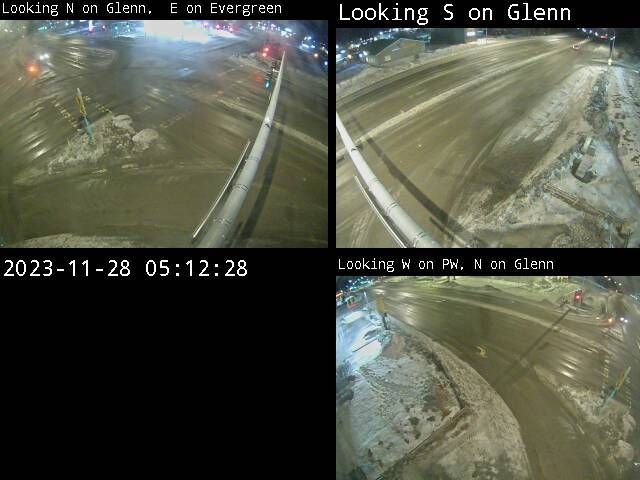 Looking N on Glenn,  E on Evergreen
Looking S on Glenn
2023-11-28 05:12:28
Looking W on PW, N on Glenn